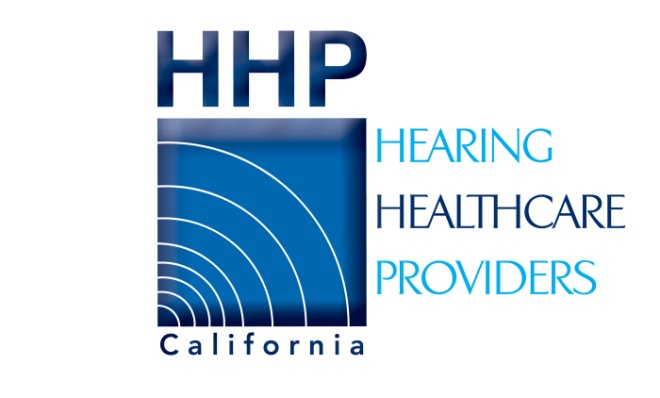 HHP
HEARING
HEALTHCARE
PROVIDERS
California